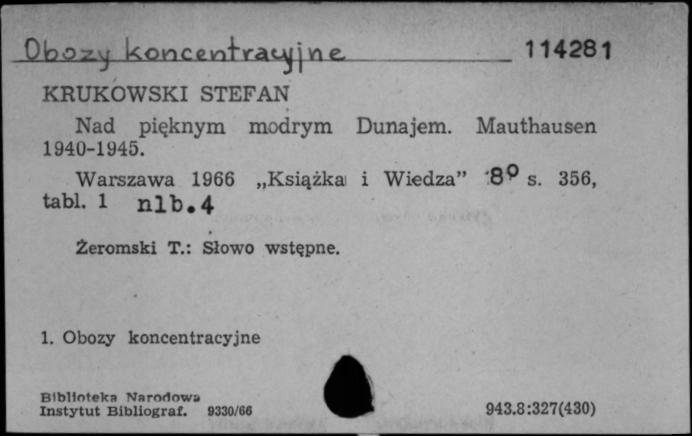 Obozy koncentracyjne 114281
KRUKOWSKI STEFAN
Nad pięknym modrym Dunajem. Mauthausen
1940-1945.
Warszawa 1966 „Książka i Wiedza” 8º s. 356,
tabl. 1 nlb. 4
Żeromski T.: Słowo wstępne.
1. Obozy koncentracyjne
Biblioteka Narodowa
Instytut Bibliograf. 9330/66 943.8:327(430)